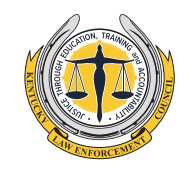 JUSTICE THROUGH EDUCATION, TRAINING and ACCOUNTABILITY
KENTUCKY
LAW ENFORCEMENT
COUNCIL